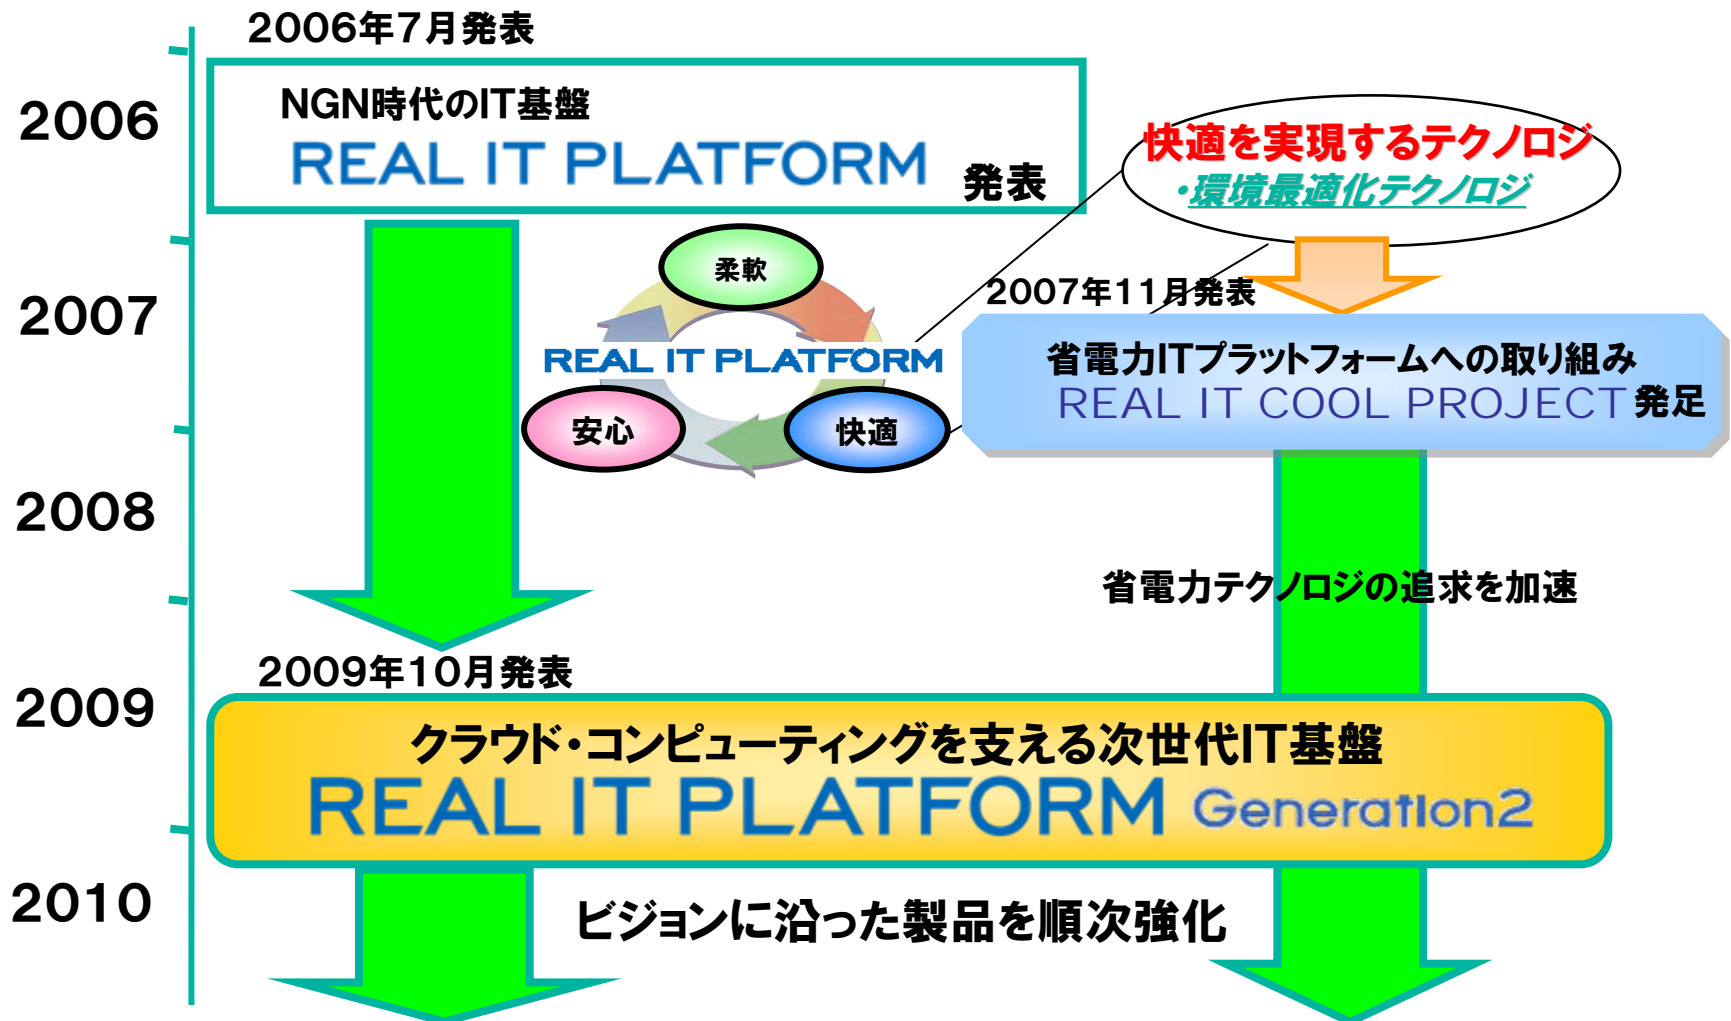 2006年7月発表
2006
NGN時代のIT基盤
REAL IT PLATFORM 発表
快適を実現するテクノロジ
・環境最適化テクノロジ
2007
柔軟
REAL IT PLATFORM
安心
快適
2007年11月発表
省電力ITプラットフォームへの取り組み
REAL IT COOL PROJECT 発足
2008
省電力テクノロジの追求を加速
2009年10月発表
2009
クラウド・コンピューティングを支える次世代IT基盤
REAL IT PLATFORM Generation2
2010
ビジョンに沿った製品を順次強化